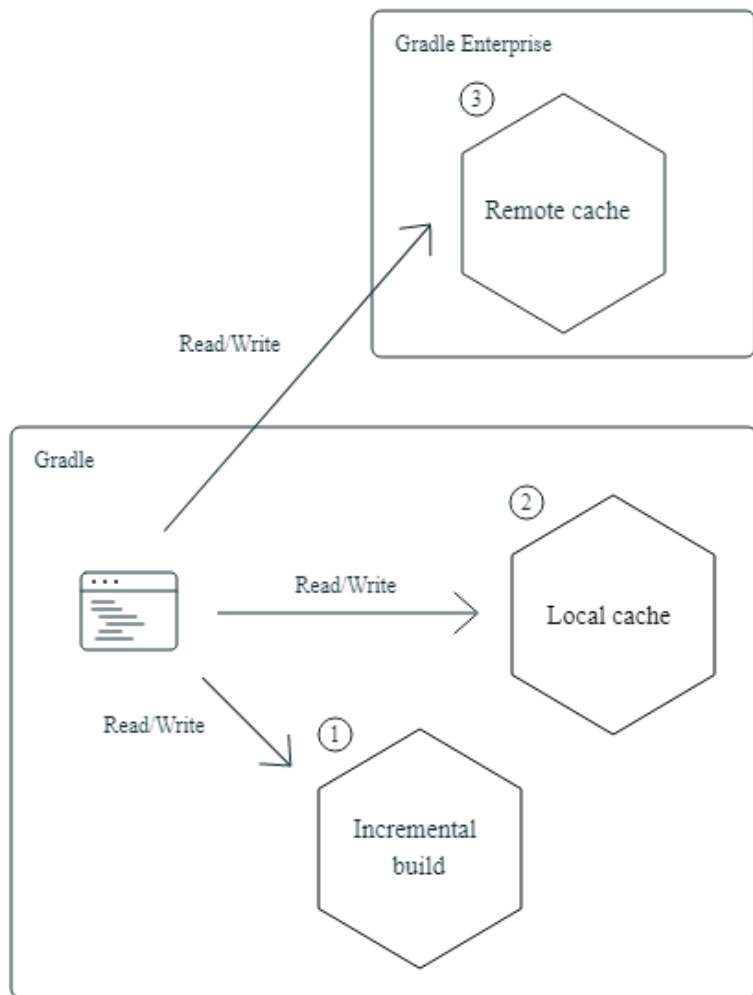 Gradle Enterprise
3
Remote cache
Read/Write
Gradle
2
Read/Write
Local cache
Read/Write
1
Incremental
build